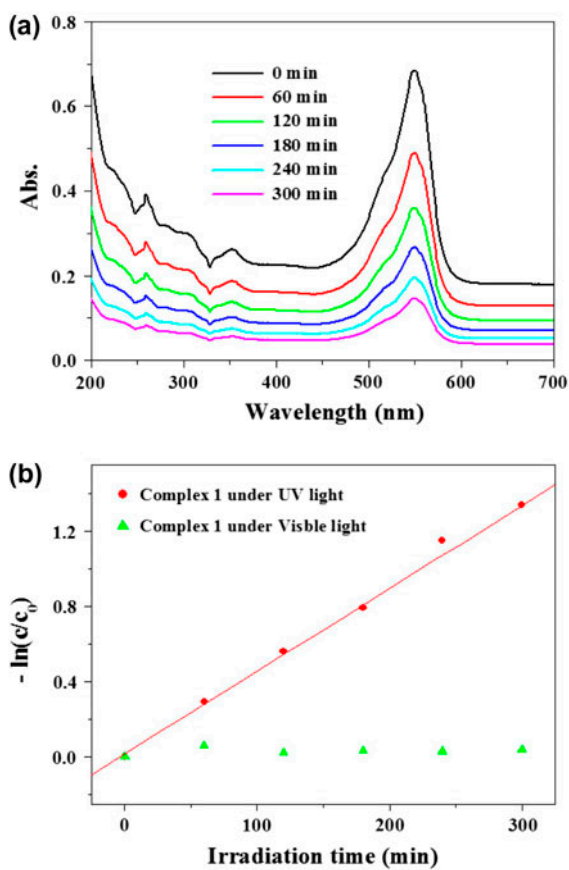 (a)
0.8
0.6
0.4
0.2
0.0
Abs.
0 min
60 min
120 min
180 min
240 min
300 min
200 300 400 500 600 700
Wavelength (nm)
(b)
1.2
0.8
0.4
0.0
- ln(c/c0)
Complex 1 under UV light
Complex 1 under Visble light
0 100 200 300
Irradiation time (min)